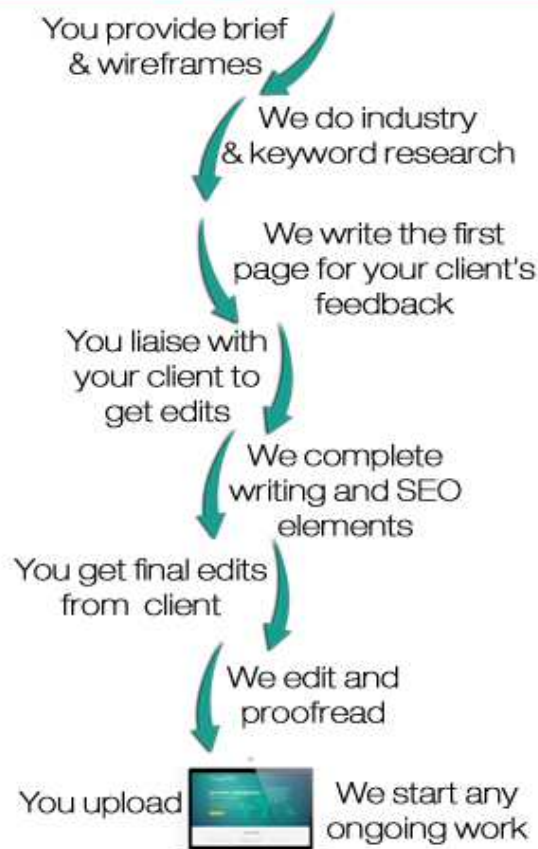 You provide brief
& wireframes
We do industry
& keyword research
We write the first
page for your client's
feedback
You liaise with
your client to
get edits
We complete
writing and SEO
elements
You get final edits
from client
We edit and
proofread
You upload
We start any
ongoing work